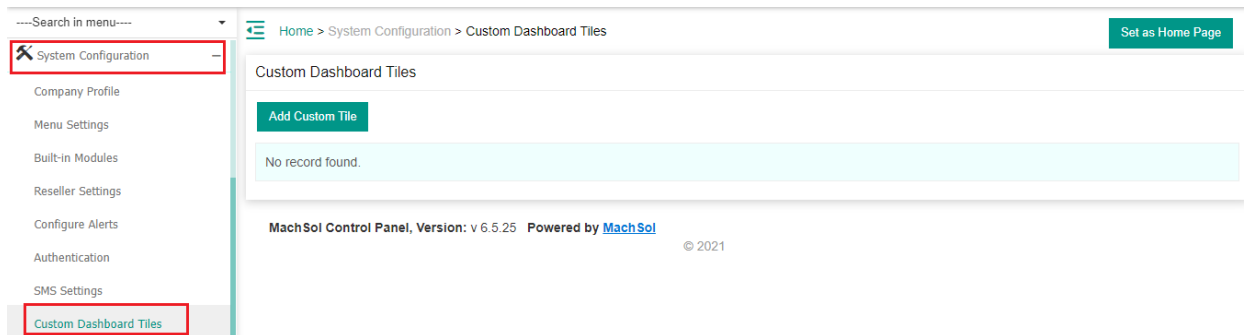 ----Search in menu----
System Configuration
Company Profile
Menu Settings
Built-in Modules
Reseller Settings
Configure Alerts
Authentication
SMS Settings
Custom Dashboard Tiles
Home > System Configuration > Custom Dashboard Tiles
Set as Home Page
Custom Dashboard Tiles
Add Custom Tile
No record found.
MachSol Control Panel, Version: v 6.5.25 Powered by MachSol
© 2021